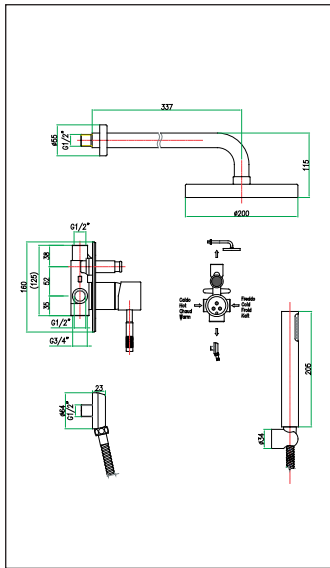 337
ø55
G1/2"
115
ø200
G1/2"
38
52
35
160
(125)
G1/2"
G3/4"
Caldo
Hot
Chaud
Warm
Freddo
Cold
Froid
Kalt
23
ø64
G1/2"
205
ø34